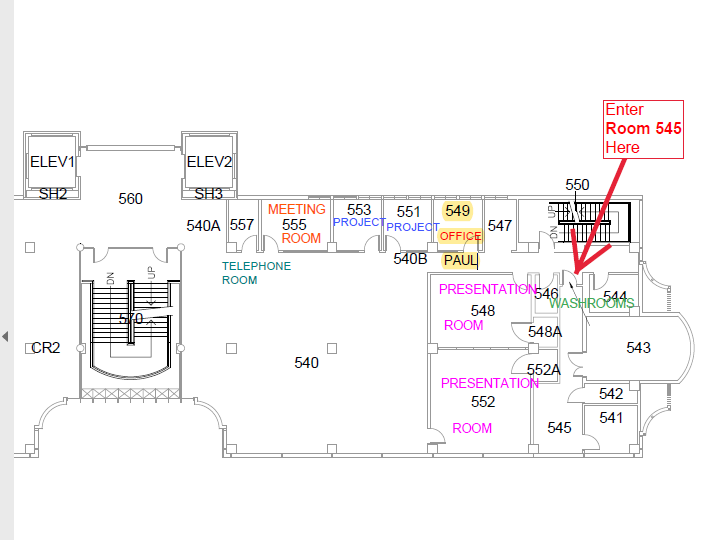 Enter
Room 545
Here
ELEV1
ELEV2
SH2
SH3
560
550
UP
DN
540A
557
MEETING
555
ROOM
553
PROJECT
551
PROJECT
549
OFFICE
PAUL
547
540B
TELEPHONE
ROOM
DN
UP
570
CR2
540
PRESENTATION
548
ROOM
546
544
WASHROOMS
548A
543
552A
PRESENTATION
552
ROOM
542
541
545